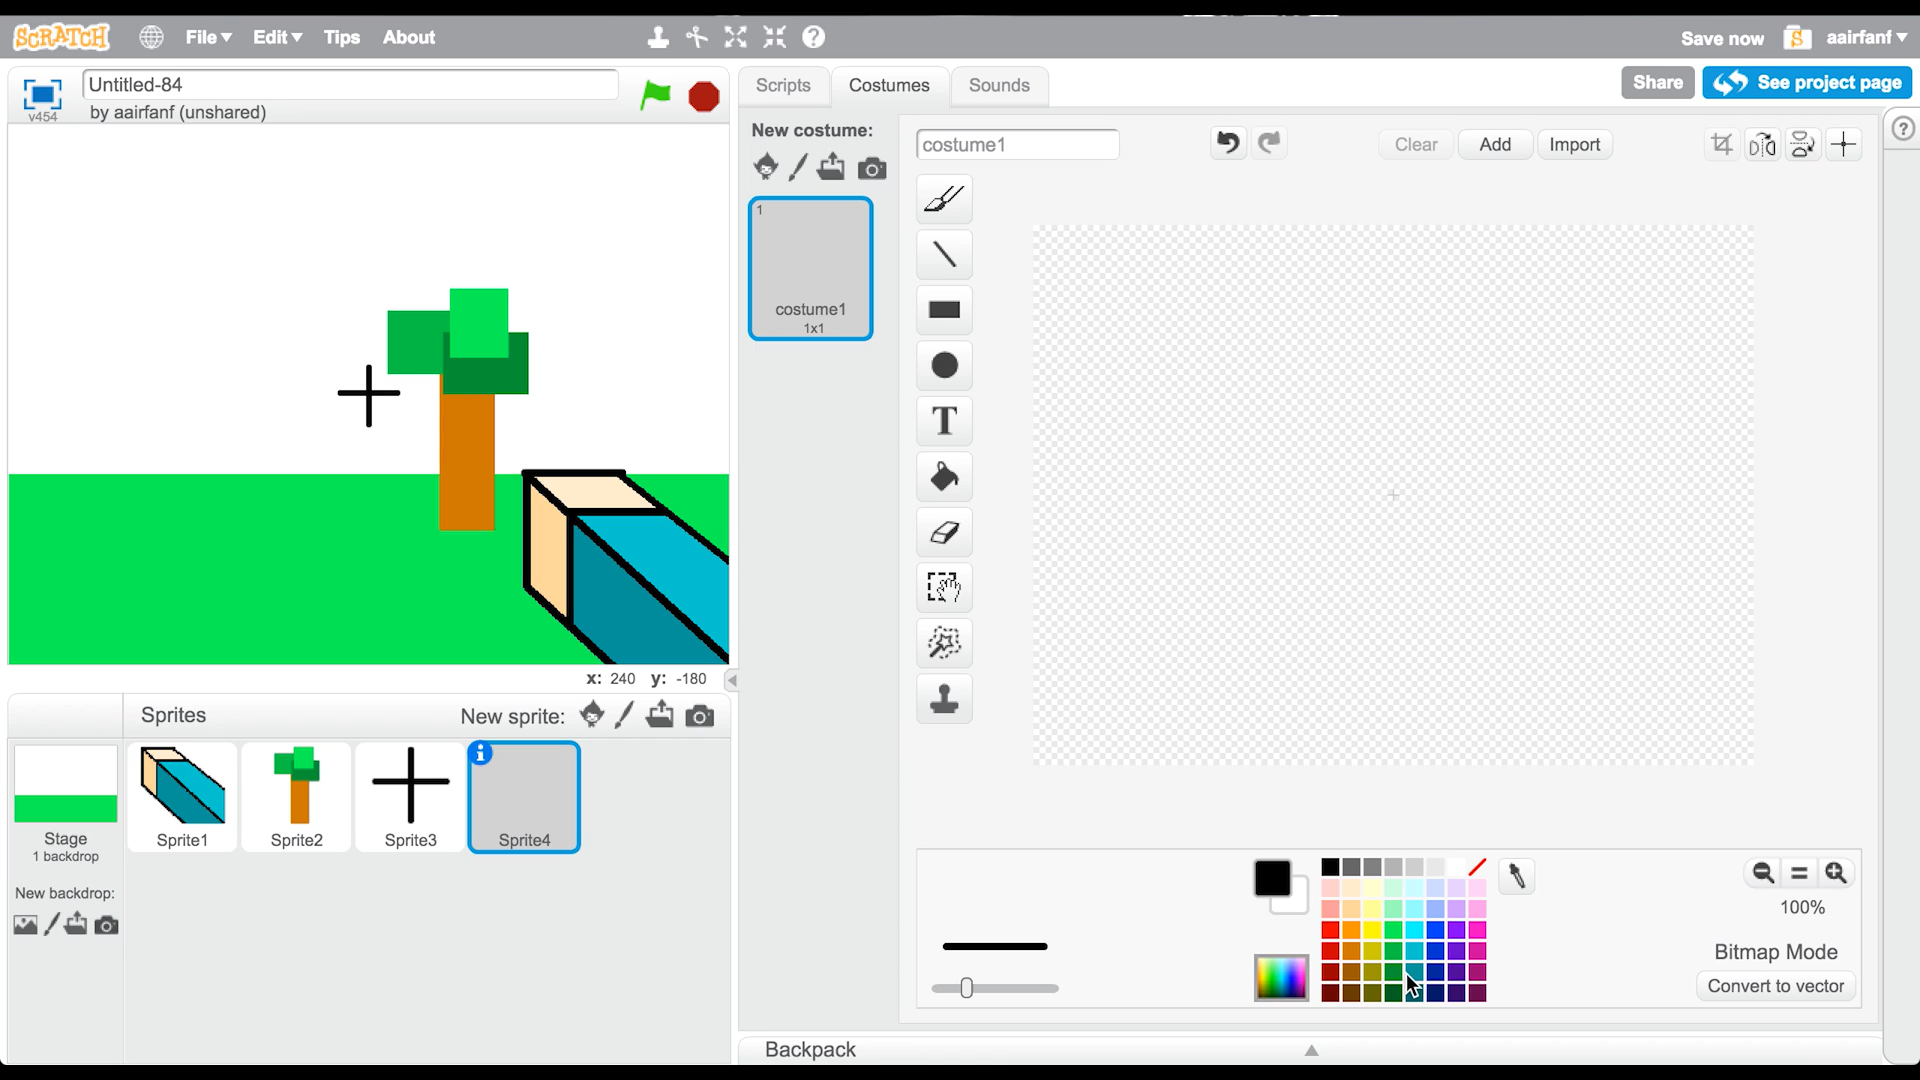 SCRATCH File▼ Edit▼ Tips About Save now S aairfanf▼
v454 Untitled-84
by aairfanf (unshared)
Scripts Costumes Sounds Share See project page
New costume:
costume1 Clear Add Import
1
costume1
1x1
T
x: 240 y: -180
Sprites New sprite:
Stage
1 backdrop
Sprite1 Sprite2 Sprite3 Sprite4
New backdrop:
100%
Bitmap Mode
Convert to vector
Backpack